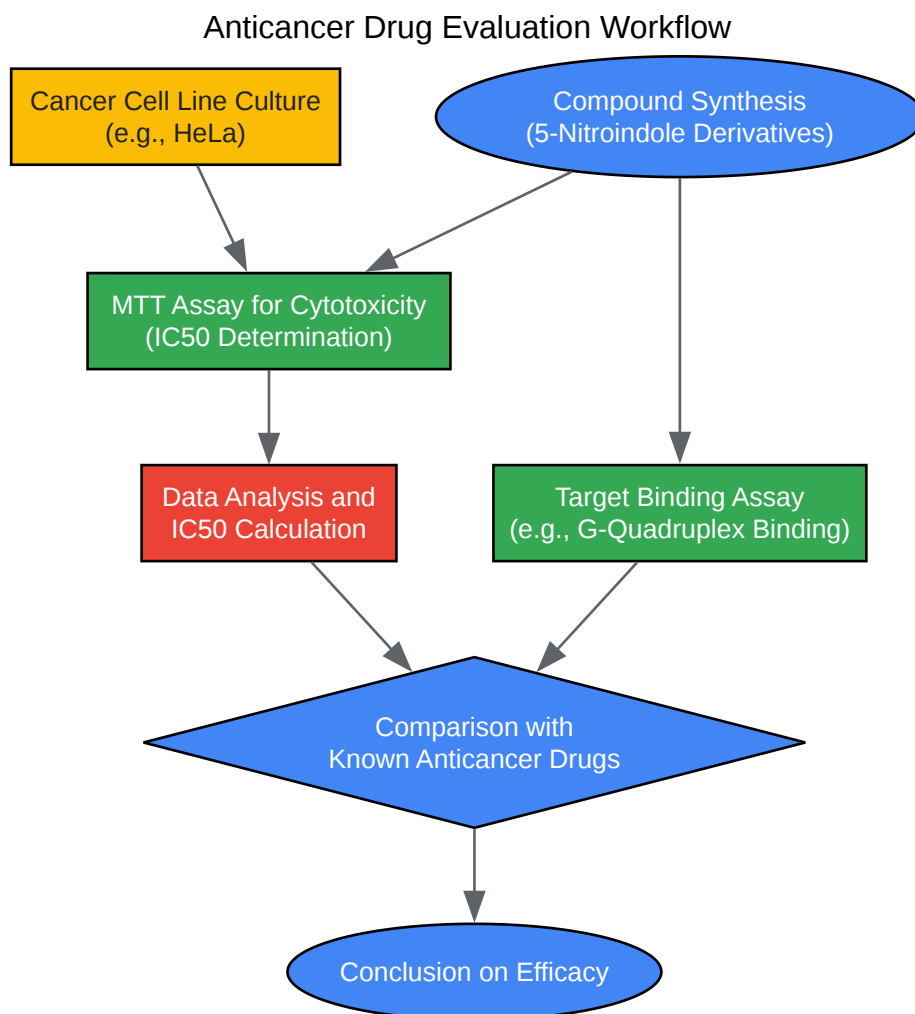 Anticancer Drug Evaluation Workflow
Cancer Cell Line Culture
(e.g., HeLa)
Compound Synthesis
(5-Nitroindole Derivatives)
MTT Assay for Cytotoxicity
(IC50 Determination)
Data Analysis and
IC50 Calculation
Target Binding Assay
(e.g., G-Quadruplex Binding)
Comparison with
Known Anticancer Drugs
Conclusion on Efficacy